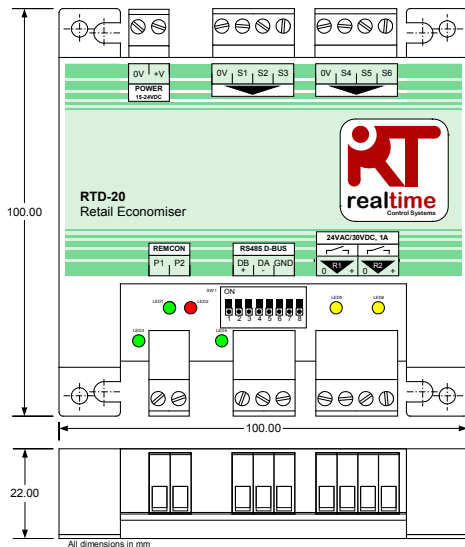 0V +V
POWER
15-24VDC
0V S1 S2 S3
0V S4 S5 S6
RT
realtime
Control Systems
RTD-20
Retail Economiser
100.00
REMCON
P1 P2
RS485 D-BUS
DB DA GND
+ -
24VAC/30VDC, 1A
0 R1 + 0 R2 +
LED1
LED2
SW1
ON
1 2 3 4 5 6 7 8
LED5
LED6
LED3
LED4
100.00
22.00
All dimensions in mm